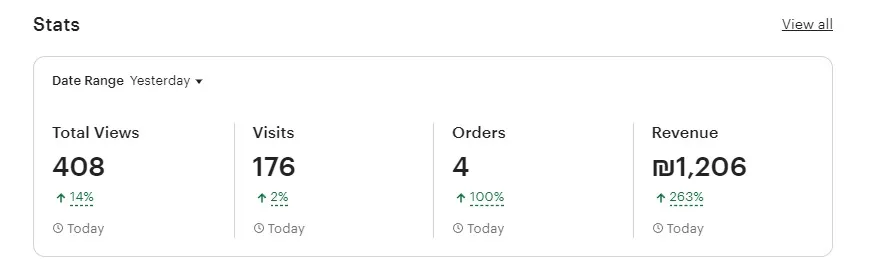 Stats View all
Date Range Yesterday
Total Views Visits Orders Revenue
408 176 4 ₪1,206
14% 2% 100% 263%
Today Today Today Today